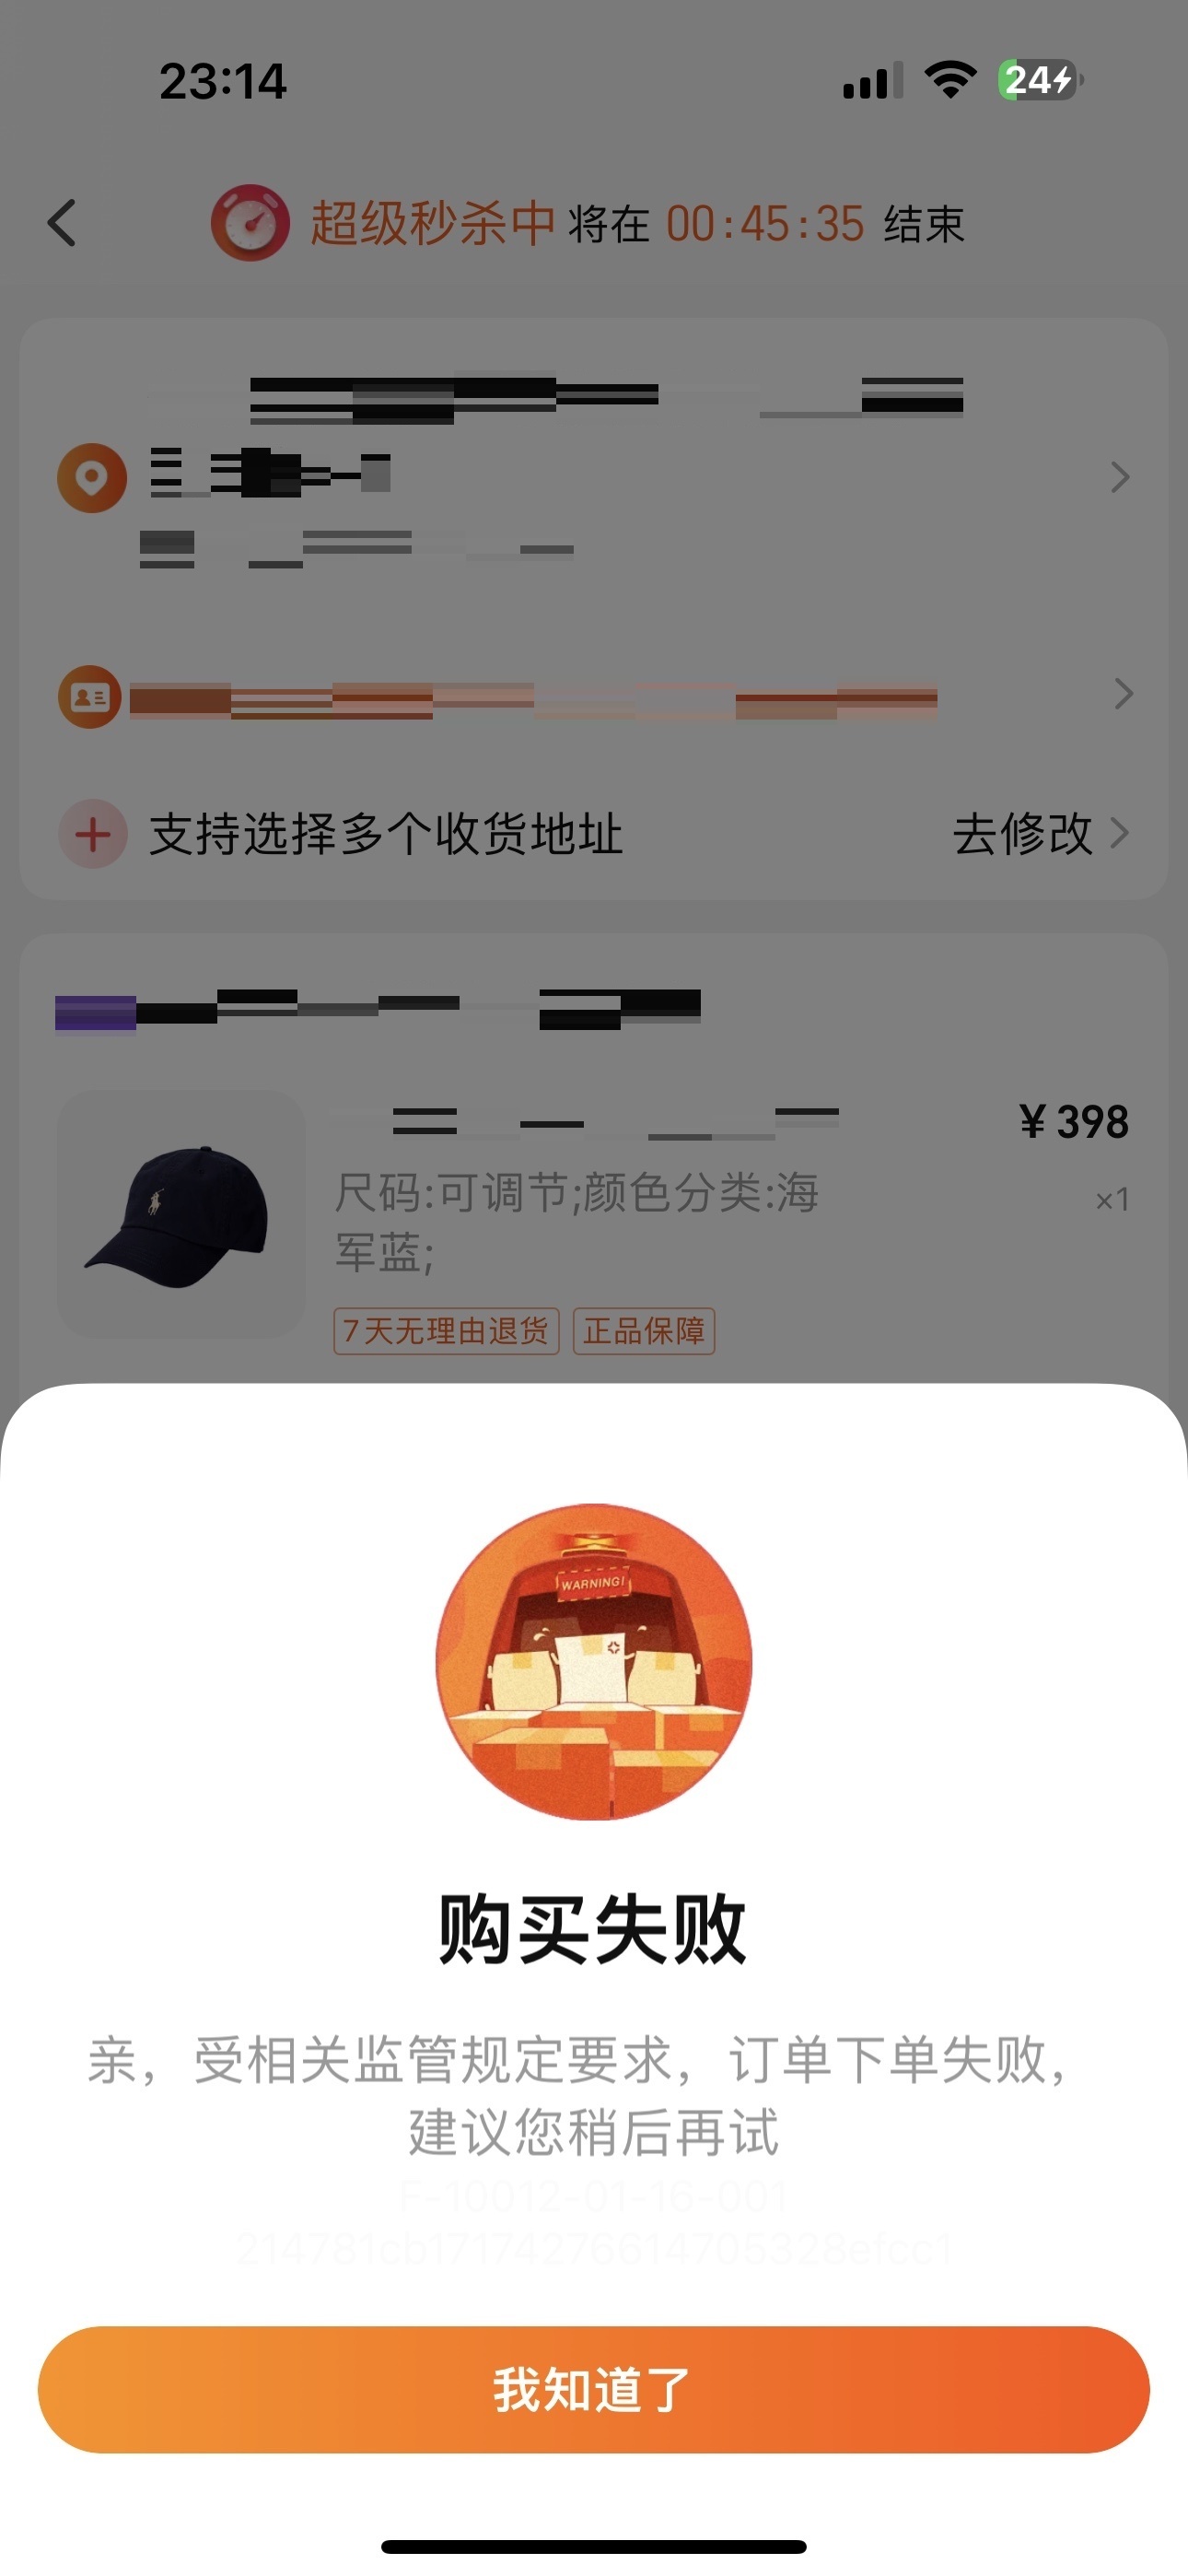 23:14
24
超级秒杀中 将在 00:45:35 结束
支持选择多个收货地址
去修改
¥398
尺码:可调节;颜色分类:海
×1
军蓝;
7天无理由退货 正品保障
WARNING!
购买失败
亲，受相关监管规定要求，订单下单失败，
建议您稍后再试
F-10012-01-16-001
214781cb17174276614705328efcc1
我知道了